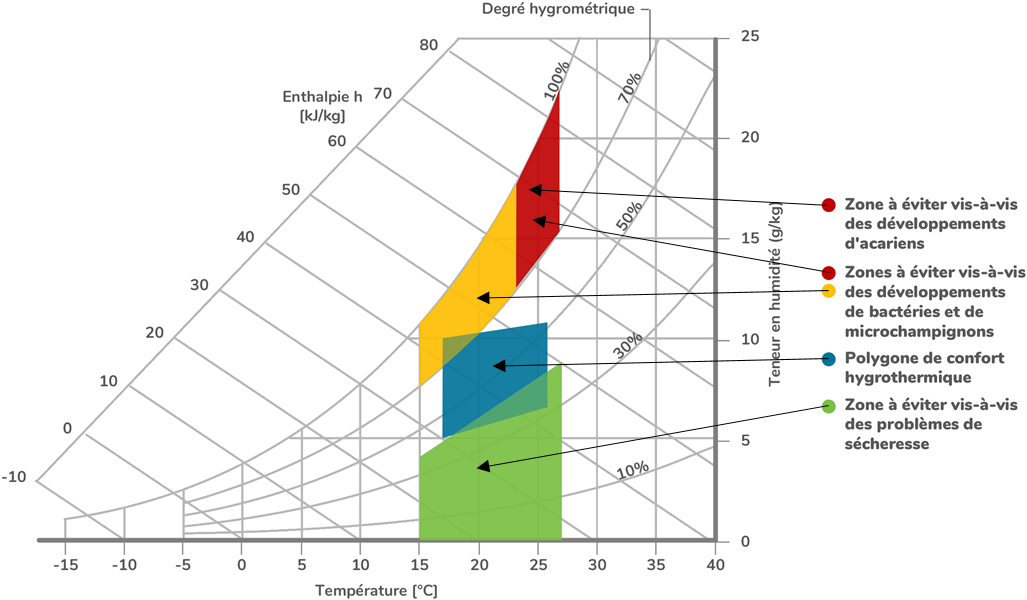 Degré hygrométrique
25
80
100%
70%
Enthalpie h
[kJ/kg]
70
60
20
50
50%
40
15
30
20
10
30%
10
0
5
-10
10%
0
Teneur en humidité (g/kg)
-15
-10
-5
0
5
10
15
20
25
30
35
40
Température [°C]
Zone à éviter vis-à-vis
des développements
d'acariens
Zones à éviter vis-à-vis
des développements
de bactéries et de
microchampignons
Polygone de confort
hygrothermique
Zone à éviter vis-à-vis
des problèmes de
sécheresse